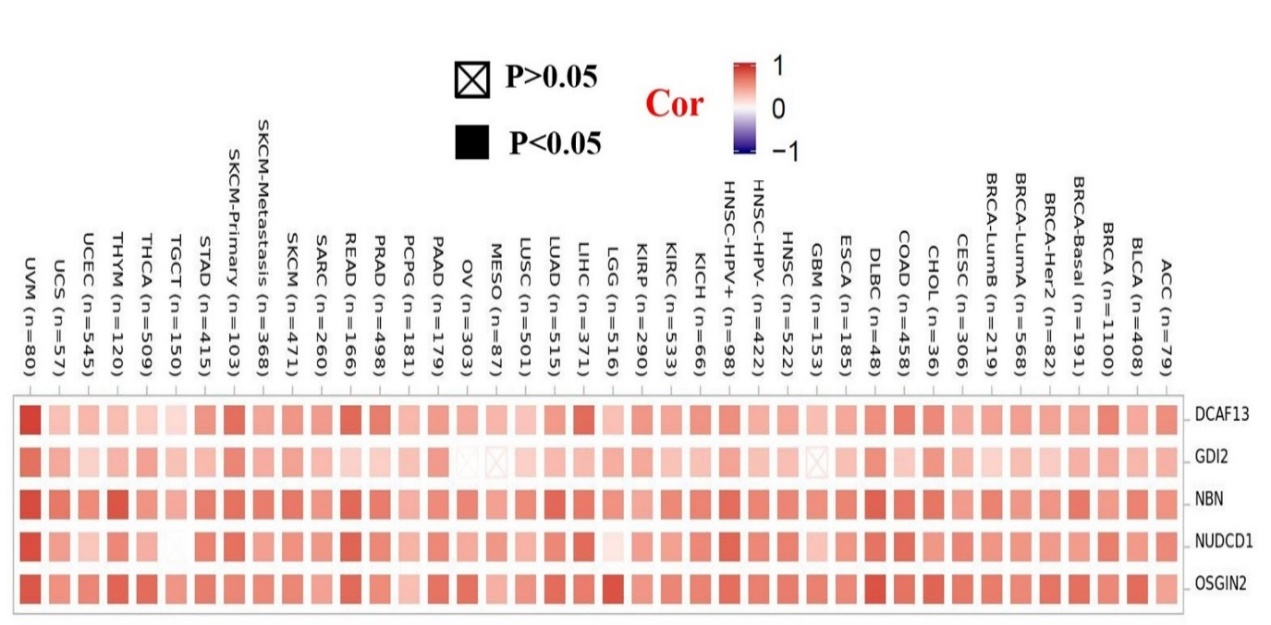 P>0.05
P<0.05
Cor
1
0
−1
UVM (n=80)
UCS (n=57)
UCEC (n=545)
THYM (n=120)
THCA (n=509)
TGCT (n=150)
STAD (n=415)
SKCM-Primary (n=103)
SKCM-Metastasis (n=368)
SKCM (n=471)
SARC (n=260)
READ (n=166)
PRAD (n=498)
PCPG (n=181)
PAAD (n=179)
OV (n=303)
MESO (n=87)
LUSC (n=501)
LUAD (n=515)
LIHC (n=371)
LGG (n=516)
KIRP (n=290)
KIRC (n=533)
KICH (n=66)
HNSC-HPV+ (n=98)
HNSC-HPV- (n=422)
HNSC (n=522)
GBM (n=153)
ESCA (n=185)
DLBC (n=48)
COAD (n=458)
CHOL (n=36)
CESC (n=306)
BRCA-LumB (n=219)
BRCA-LumA (n=568)
BRCA-Her2 (n=82)
BRCA-Basal (n=191)
BRCA (n=1100)
BLCA (n=408)
ACC (n=79)
DCAF13
GDI2
NBN
NUDCD1
OSGIN2